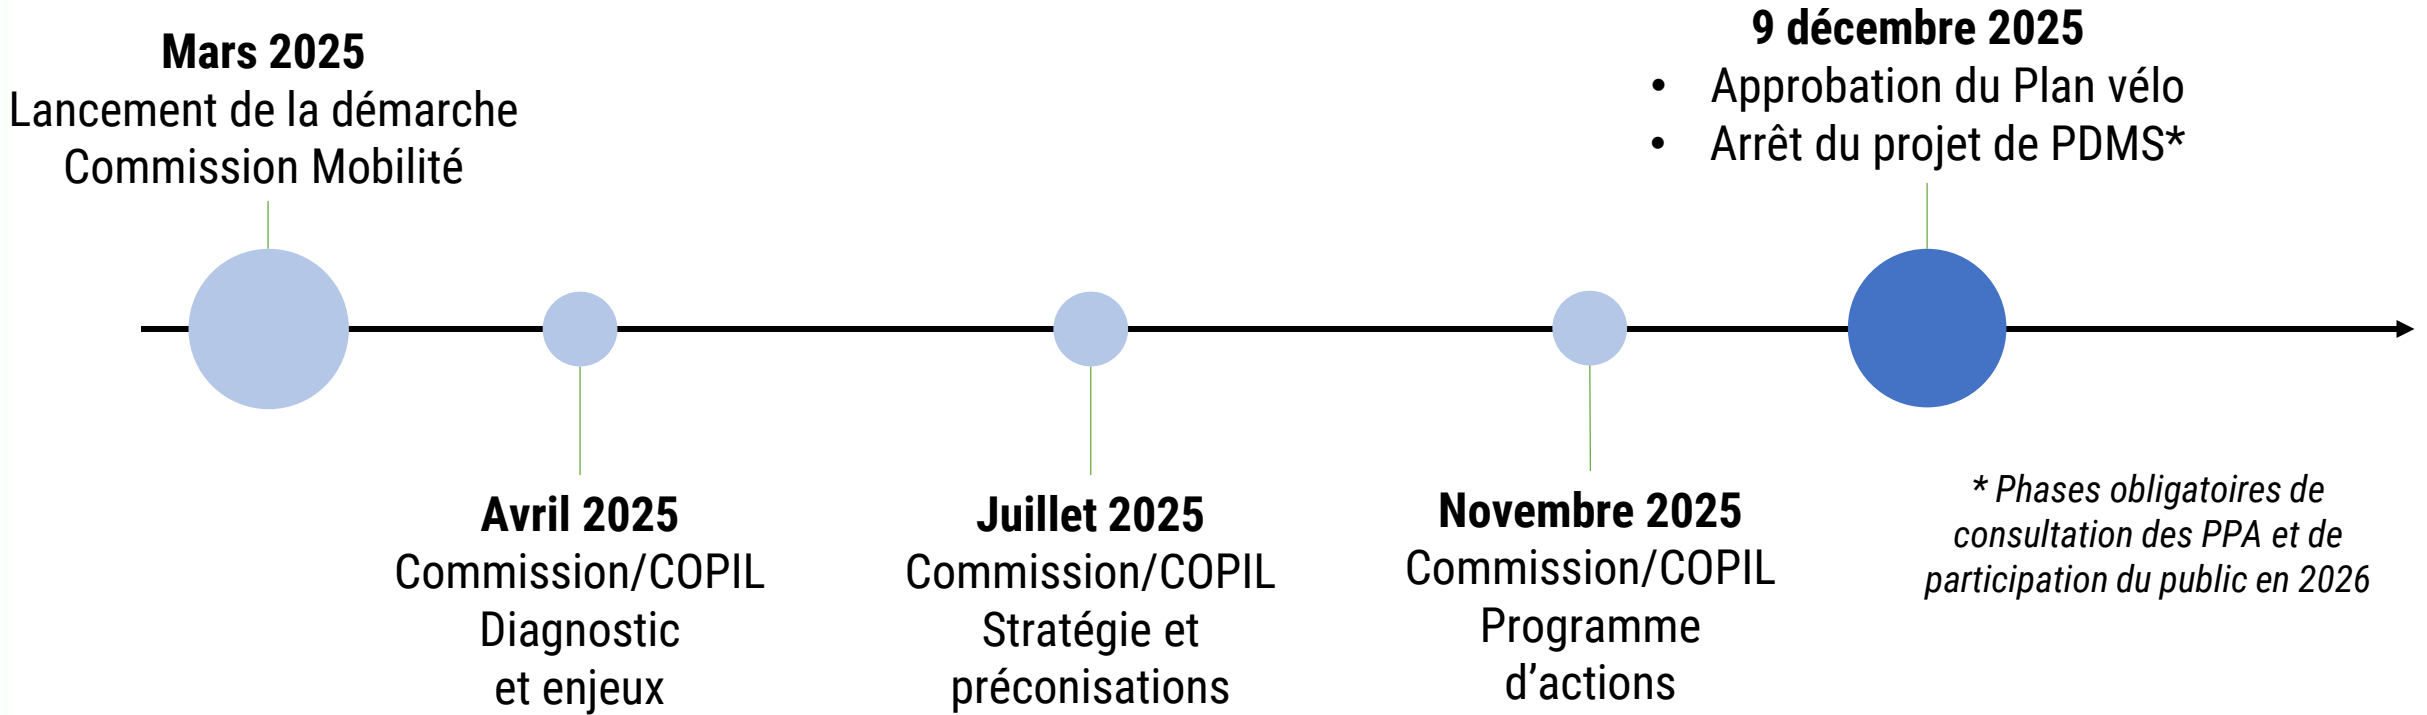 Mars 2025
Lancement de la démarche
Commission Mobilité
9 décembre 2025
• Approbation du Plan vélo
• Arrêt du projet de PDMS*
Avril 2025
Commission/COPIL
Diagnostic
et enjeux
Juillet 2025
Commission/COPIL
Stratégie et
préconisations
Novembre 2025
Commission/COPIL
Programme
d’actions
* Phases obligatoires de
consultation des PPA et de
participation du public en 2026